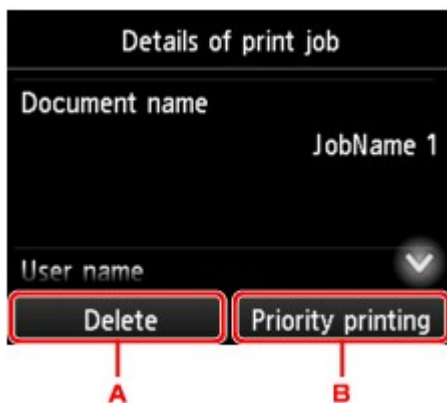 Details of print job
Document name
JobName 1
User name
Delete
Priority printing
A
B